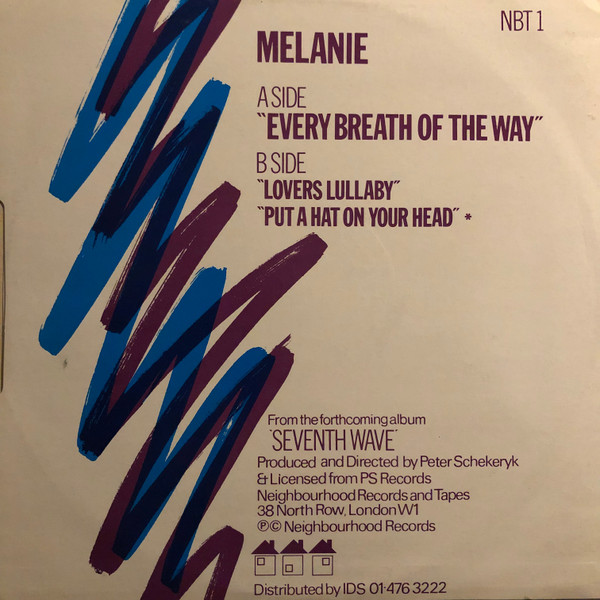 NBT 1
MELANIE
A SIDE
"EVERY BREATH OF THE WAY"
B SIDE
"LOVERS LULLABY"
"PUT A HAT ON YOUR HEAD" *
From the forthcoming album
'SEVENTH WAVE'
Produced and Directed by Peter Schekeryk
& Licensed from PS Records
Neighbourhood Records and Tapes
38 North Row, London W1
℗© Neighbourhood Records
Distributed by IDS 01·476 3222